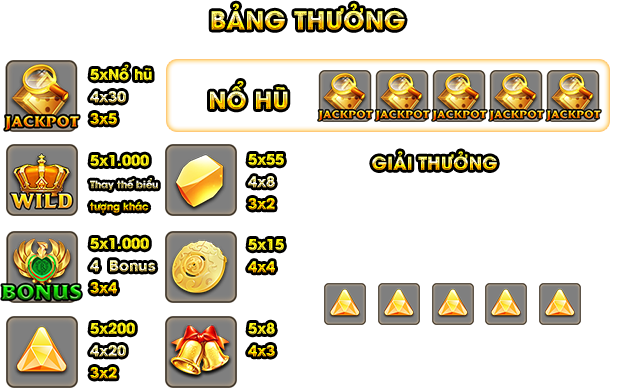 BẢNG THƯỞNG
JACKPOT
5xNổ hũ
4x30
3x5
NỔ HŨ
JACKPOT JACKPOT JACKPOT JACKPOT JACKPOT
WILD
5x1.000
Thay thế biểu
tượng khác
5x55
4x8
3x2
GIẢI THƯỞNG
BONUS
5x1.000
4 Bonus
3x4
5x15
4x4
5x200
4x20
3x2
5x8
4x3